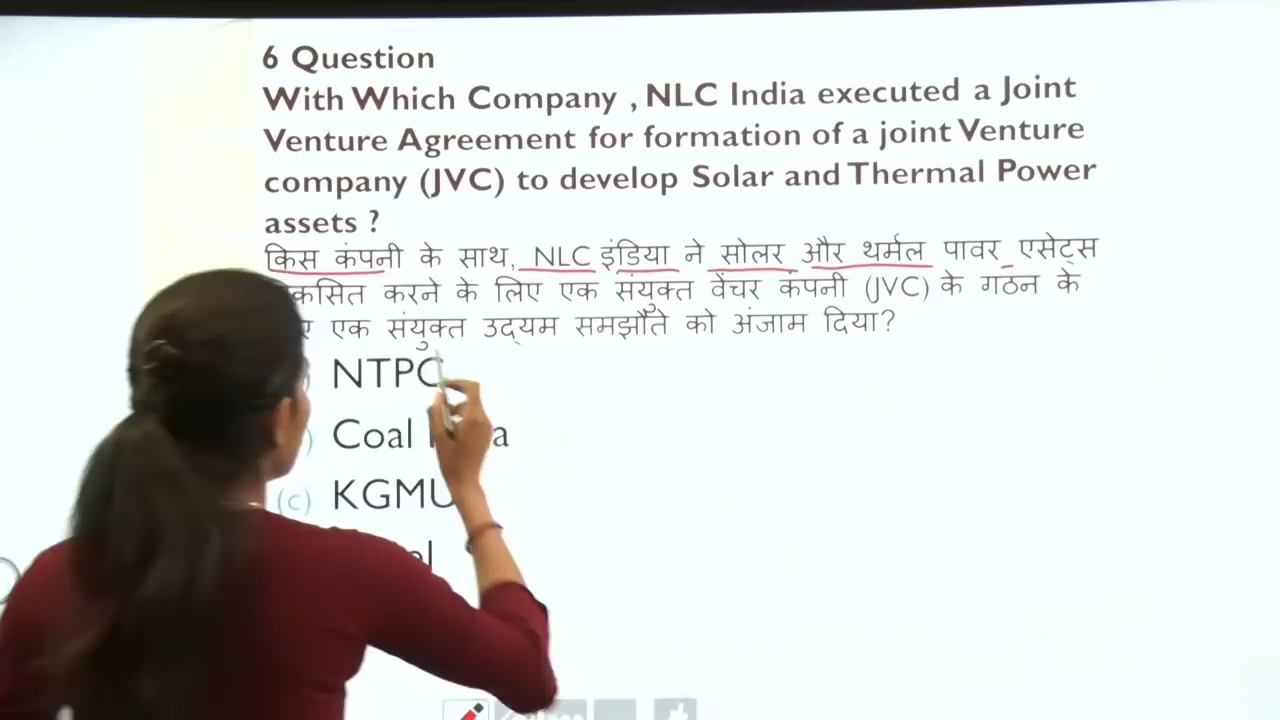 6 Question
With Which Company , NLC India executed a Joint
Venture Agreement for formation of a joint Venture
company (JVC) to develop Solar and Thermal Power
assets ?
किस कंपनी के साथ, NLC इंडिया ने सोलर और थर्मल पावर एसेट्स
करने के लिए एक संयुक्त वेंचर कंपनी (JVC) के गठन के
एक संयुक्त उद्यम समझौते को अंजाम दिया?
NTPC
Coal
(c) KGMU